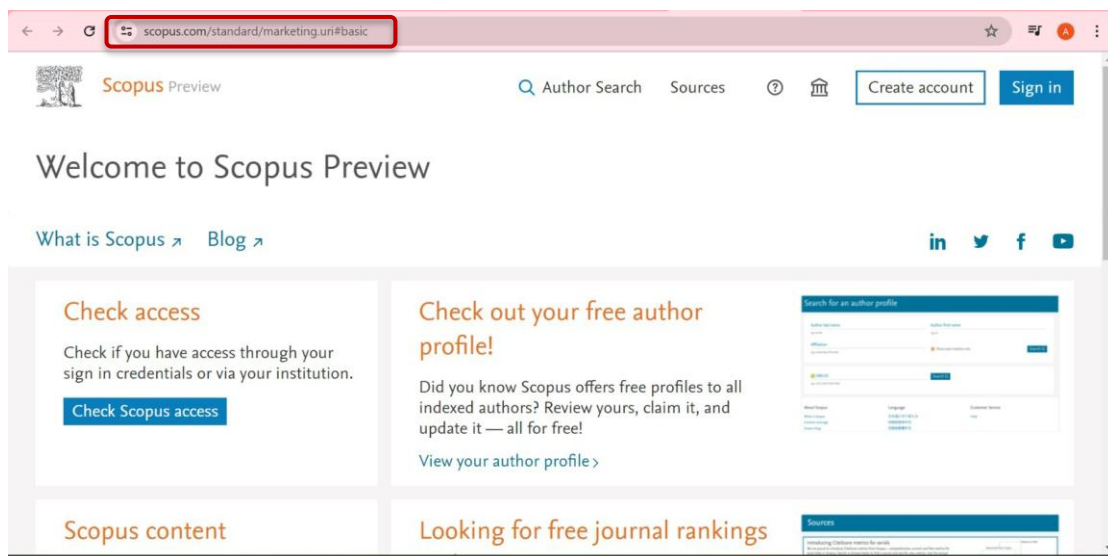 scopus.com/standard/marketing.uri#basic
A
Scopus Preview
Author Search
Sources
Create account
Sign in
Welcome to Scopus Preview
What is Scopus
Blog
Check access
Check if you have access through your
sign in credentials or via your institution.
Check Scopus access
Check out your free author
profile!
Did you know Scopus offers free profiles to all
indexed authors? Review yours, claim it, and
update it — all for free!
View your author profile
Search for an author profile
Scopus content
Looking for free journal rankings
Sources